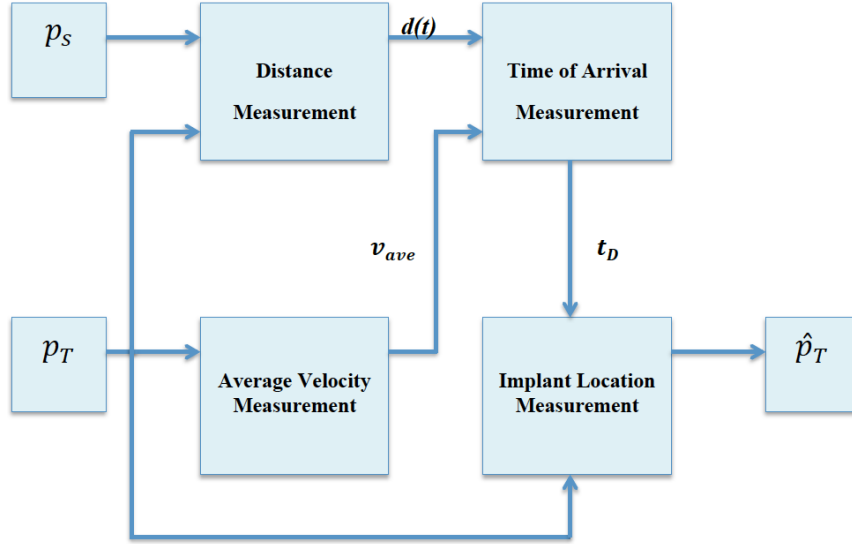 p_S
Distance
Measurement
d(t)
Time of Arrival
Measurement
v_ave
t_D
p_T
Average Velocity
Measurement
Implant Location
Measurement
p̂_T